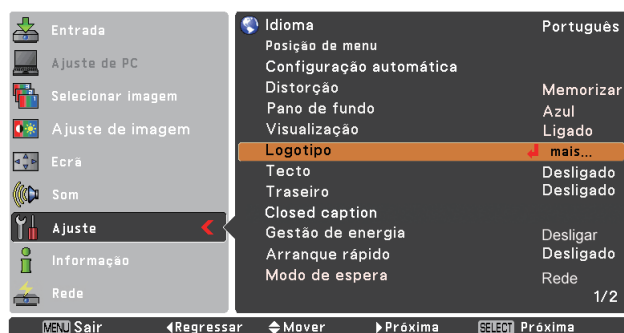 Entrada
Ajuste de PC
Selecionar imagem
Ajuste de imagem
Ecrã
Som
Ajuste
Informação
Rede
Idioma Português
Posição de menu
Configuração automática
Distorção Memorizar
Pano de fundo Azul
Visualização Ligado
Logotipo mais...
Tecto Desligado
Traseiro Desligado
Closed caption
Gestão de energia Desligar
Arranque rápido Desligado
Modo de espera Rede
1/2
MENU Sair Regressar Mover Próxima SELECT Próxima